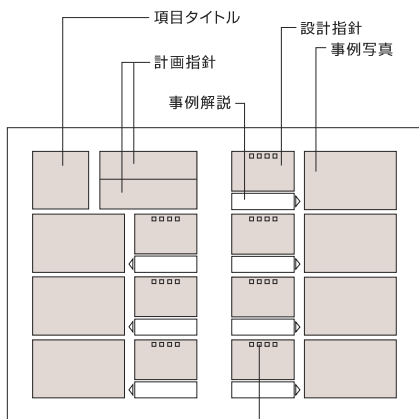 項目タイトル
設計指針
事例写真
計画指針
事例解説